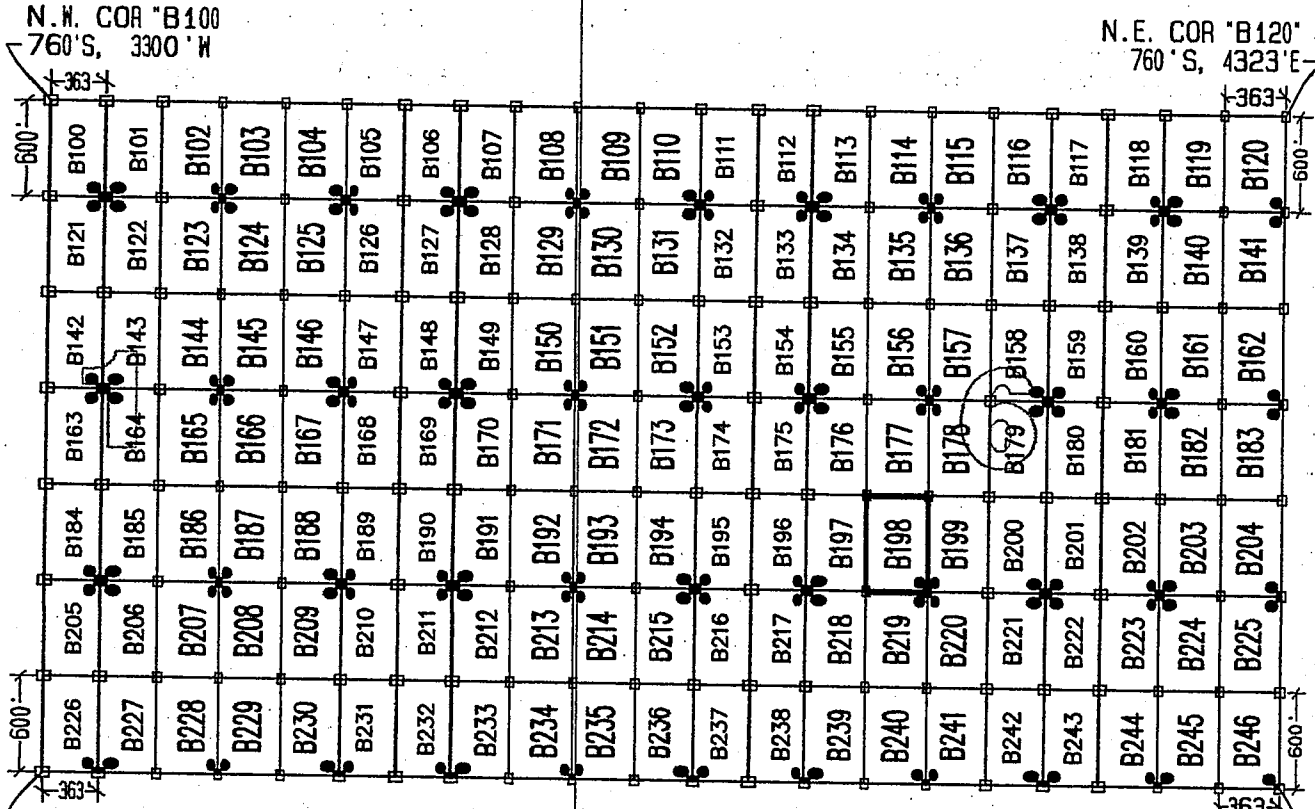 N.W. COR "B100
760'S, 3300'W
N.E. COR "B120"
760'S, 4323'E
363'
363'
600'
B100 B101 B102 B103 B104 B105 B106 B107 B108 B109 B110 B111 B112 B113 B114 B115 B116 B117 B118 B119 B120
600'
B121 B122 B123 B124 B125 B126 B127 B128 B129 B130 B131 B132 B133 B134 B135 B136 B137 B138 B139 B140 B141
B142 B143 B144 B145 B146 B147 B148 B149 B150 B151 B152 B153 B154 B155 B156 B157 B158 B159 B160 B161 B162
B163 B164 B165 B166 B167 B168 B169 B170 B171 B172 B173 B174 B175 B176 B177 B178 B179 B180 B181 B182 B183
B184 B185 B186 B187 B188 B189 B190 B191 B192 B193 B194 B195 B196 B197 B198 B199 B200 B201 B202 B203 B204
B205 B206 B207 B208 B209 B210 B211 B212 B213 B214 B215 B216 B217 B218 B219 B220 B221 B222 B223 B224 B225
600'
B226 B227 B228 B229 B230 B231 B232 B233 B234 B235 B236 B237 B238 B239 B240 B241 B242 B243 B244 B245 B246
600'
363'
363'